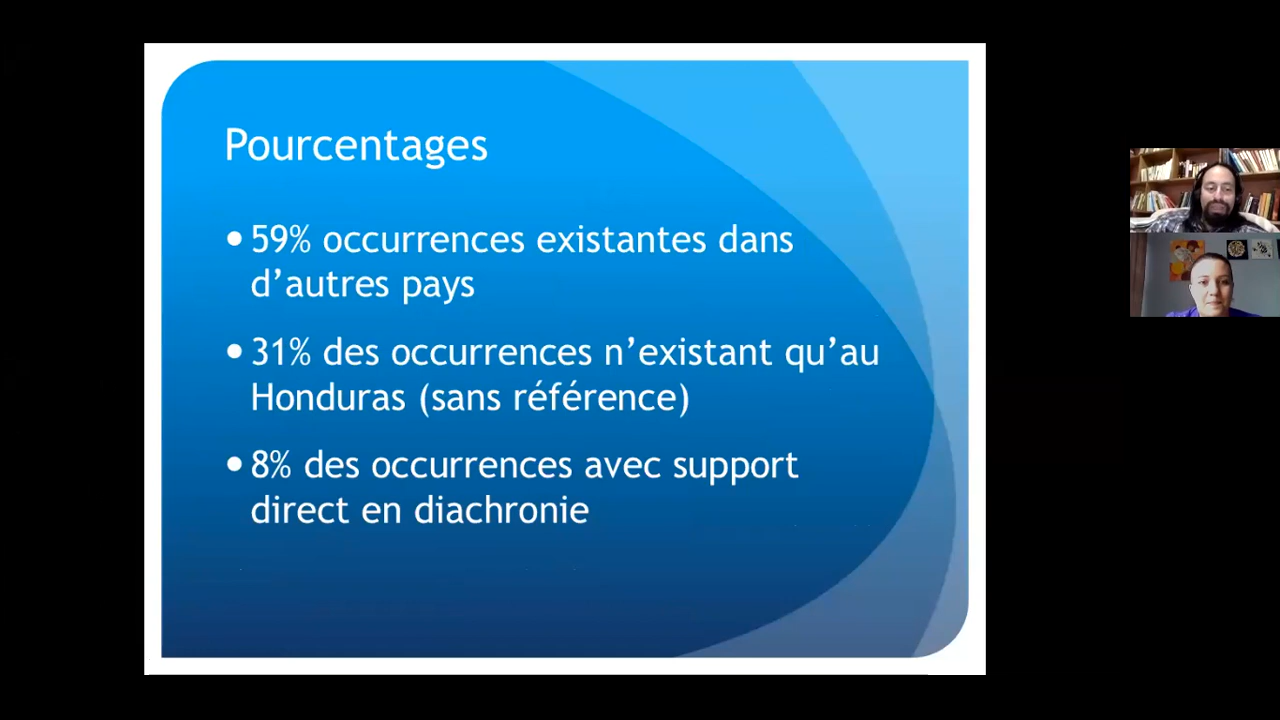 Pourcentages
• 59% occurrences existantes dans
d’autres pays
• 31% des occurrences n’existant qu’au
Honduras (sans référence)
• 8% des occurrences avec support
direct en diachronie